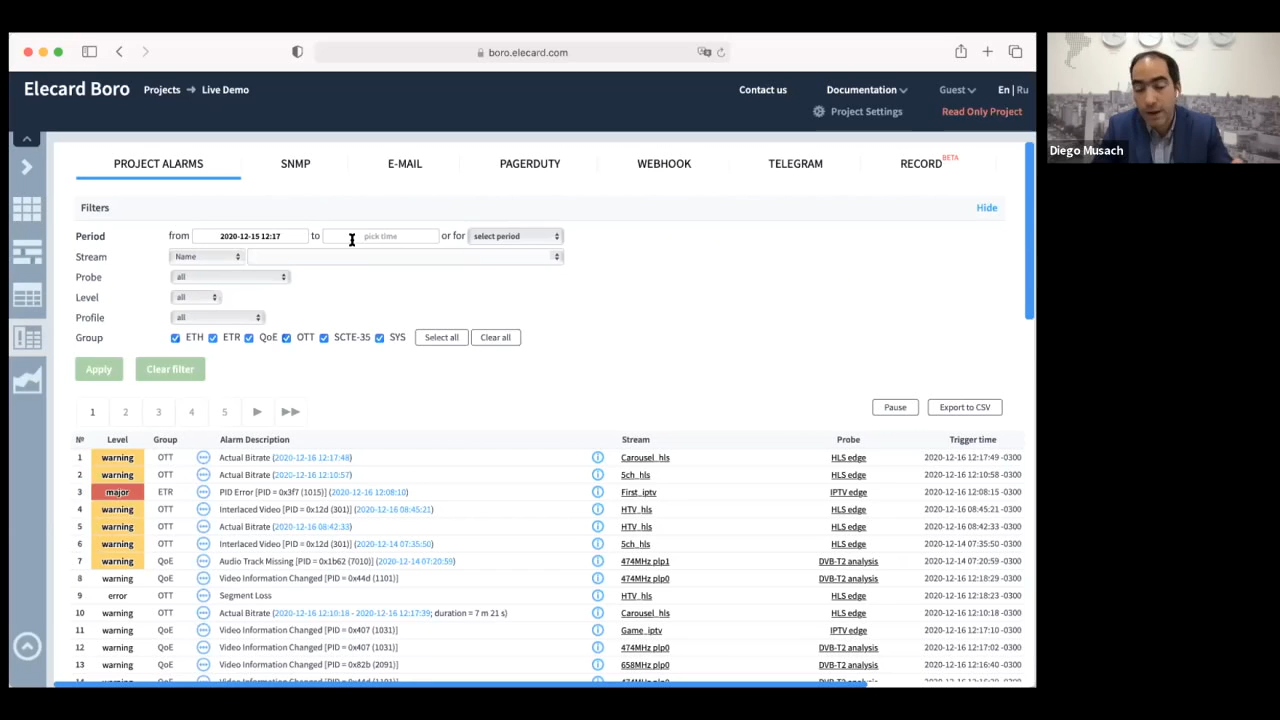 boro.elecard.com
Elecard Boro Projects → Live Demo Contact us Documentation Guest En | Ru
Project Settings Read Only Project
Diego Musach
PROJECT ALARMS SNMP E-MAIL PAGERDUTY WEBHOOK TELEGRAM RECORD BETA
Filters Hide
Period from 2020-12-15 12:17 to pick time or for select period
Stream Name
Probe all
Level all
Profile all
Group ETH ETR QoE OTT SCTE-35 SYS Select all Clear all
Apply Clear filter
1 2 3 4 5 Pause Export to CSV
№ Level Group Alarm Description Stream Probe Trigger time
1 warning OTT Actual Bitrate (2020-12-16 12:17:48) Carousel_hls HLS edge 2020-12-16 12:17:49 -0300
2 warning OTT Actual Bitrate (2020-12-16 12:10:57) 5ch_hls HLS edge 2020-12-16 12:10:58 -0300
3 major ETR PID Error [PID = 0x3f7 (1015)] (2020-12-16 12:08:10) First_iptv IPTV edge 2020-12-16 12:08:15 -0300
4 warning OTT Interlaced Video [PID = 0x12d (301)] (2020-12-16 08:45:21) HTV_hls HLS edge 2020-12-16 08:45:21 -0300
5 warning OTT Actual Bitrate (2020-12-16 08:42:33) HTV_hls HLS edge 2020-12-16 08:42:33 -0300
6 warning OTT Interlaced Video [PID = 0x12d (301)] (2020-12-14 07:35:50) 5ch_hls HLS edge 2020-12-14 07:35:50 -0300
7 warning QoE Audio Track Missing [PID = 0x1b62 (7010)] (2020-12-14 07:20:59) 474MHz plp1 DVB-T2 analysis 2020-12-14 07:20:59 -0300
8 warning QoE Video Information Changed [PID = 0x44d (1101)] 474MHz plp0 DVB-T2 analysis 2020-12-16 12:18:29 -0300
9 error OTT Segment Loss HTV_hls HLS edge 2020-12-16 12:18:23 -0300
10 warning OTT Actual Bitrate (2020-12-16 12:10:18 - 2020-12-16 12:17:39; duration = 7 m 21 s) Carousel_hls HLS edge 2020-12-16 12:10:18 -0300
11 warning QoE Video Information Changed [PID = 0x407 (1031)] Game_iptv IPTV edge 2020-12-16 12:17:10 -0300
12 warning QoE Video Information Changed [PID = 0x407 (1031)] 474MHz plp0 DVB-T2 analysis 2020-12-16 12:17:02 -0300
13 warning QoE Video Information Changed [PID = 0x82b (2091)] 658MHz plp0 DVB-T2 analysis 2020-12-16 12:16:40 -0300